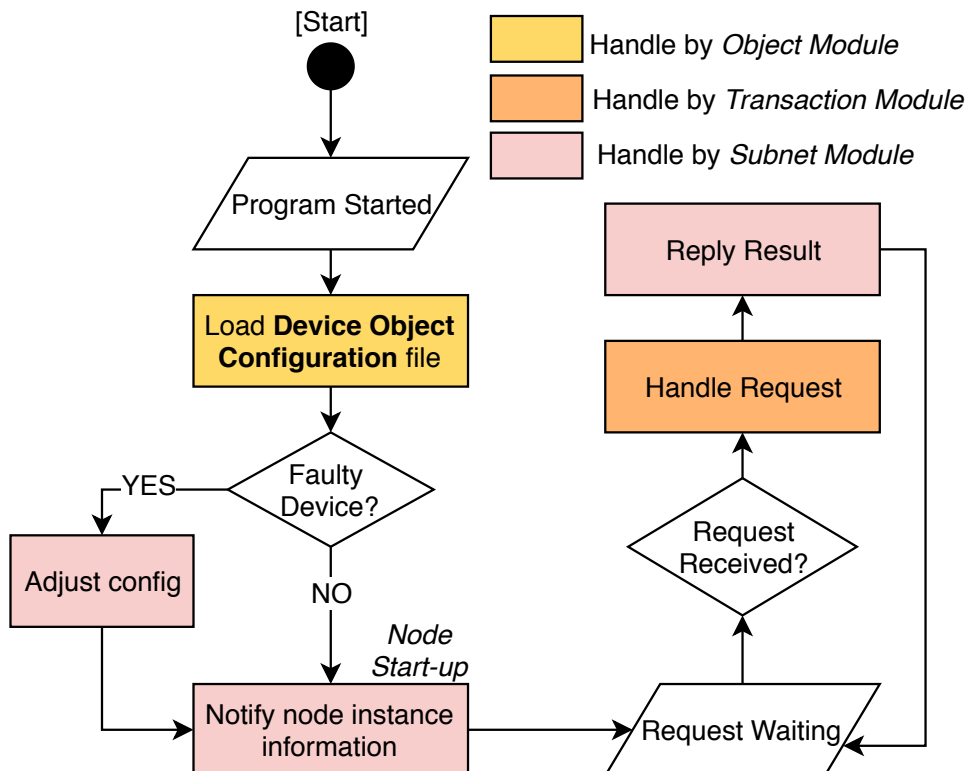 [Start]
Handle by Object Module
Handle by Transaction Module
Handle by Subnet Module
Program Started
Load Device Object
Configuration file
Faulty
Device?
YES
NO
Adjust config
Node
Start-up
Notify node instance
information
Request Waiting
Request
Received?
Handle Request
Reply Result